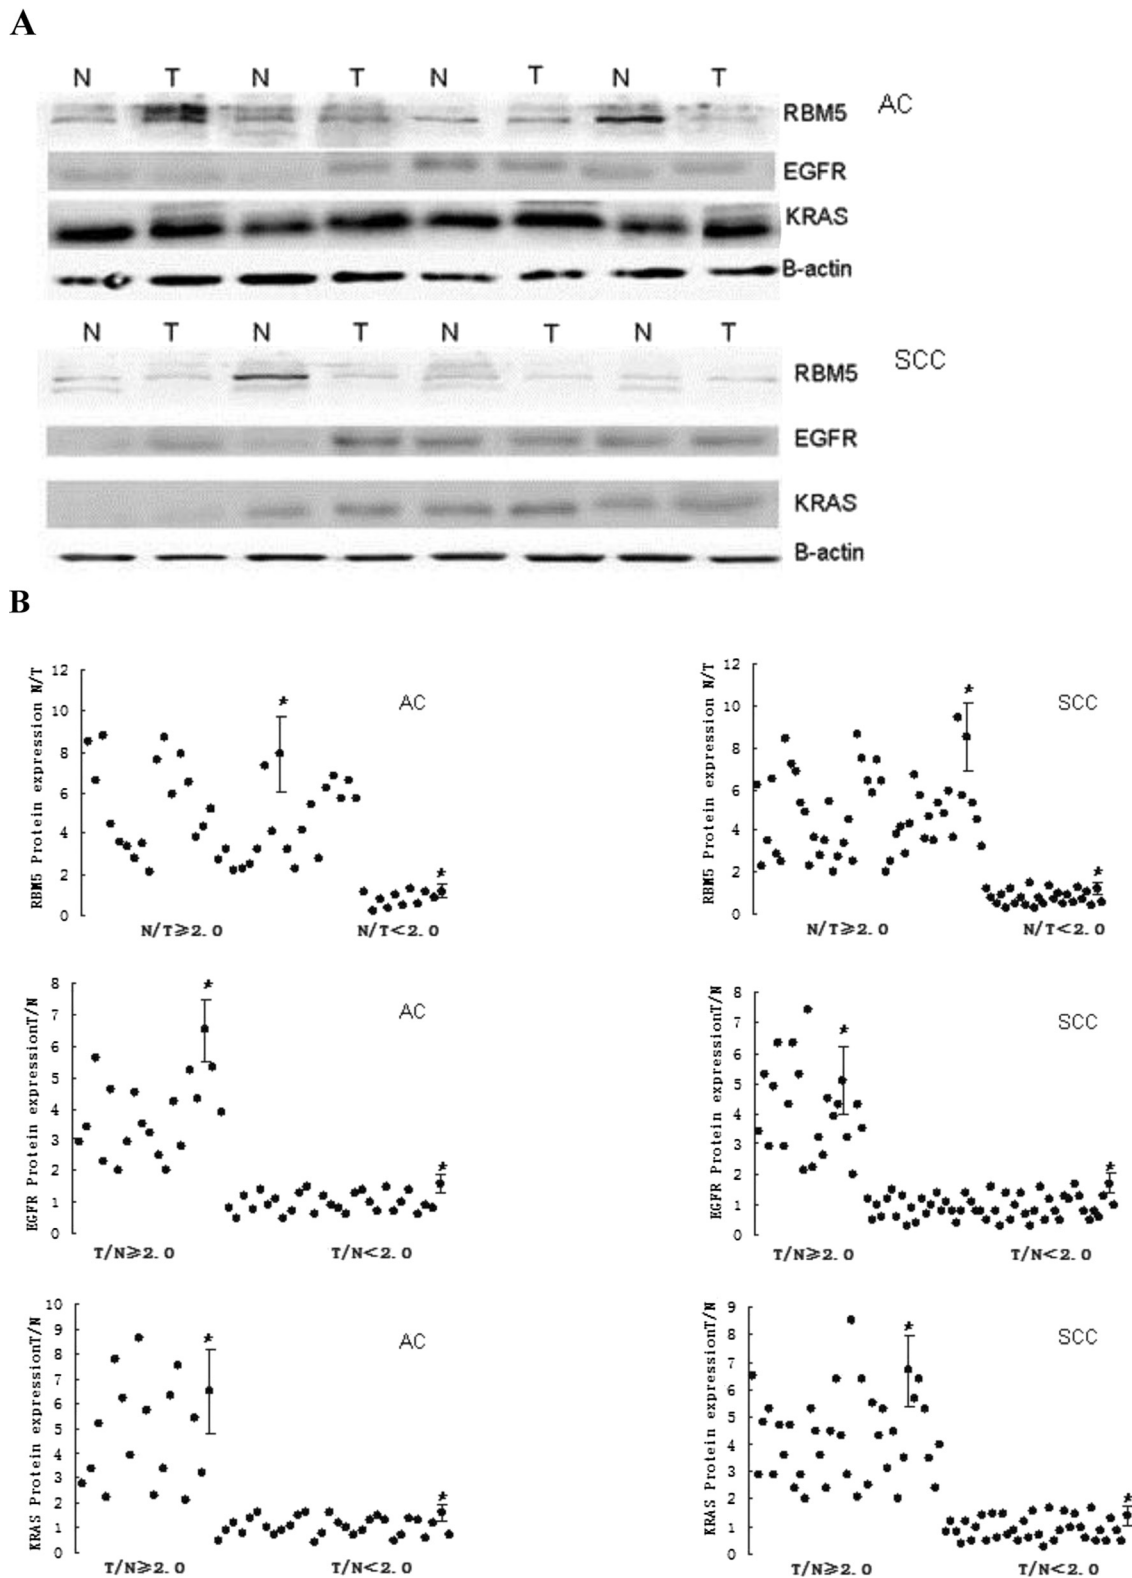 A
N T N T N T N T
RBM5 AC
EGFR
KRAS
B-actin
N T N T N T N T
RBM5 SCC
EGFR
KRAS
B-actin
B
RBM5 Protein expression N/T
12
10
8
6
4
2
0
*
*
AC
N/T≥2.0 N/T<2.0
RBM5 Protein expression N/T
12
10
8
6
4
2
0
*
*
SCC
N/T≥2.0 N/T<2.0
EGFR Protein expressionT/N
8
7
6
5
4
3
2
1
0
*
*
AC
T/N≥2.0 T/N<2.0
EGFR Protein expressionT/N
8
7
6
5
4
3
2
1
0
*
*
SCC
T/N≥2.0 T/N<2.0
KRAS Protein expressionT/N
10
9
8
7
6
5
4
3
2
1
0
*
*
AC
T/N≥2.0 T/N<2.0
KRAS Protein expressionT/N
9
8
7
6
5
4
3
2
1
0
*
*
SCC
T/N≥2.0 T/N<2.0